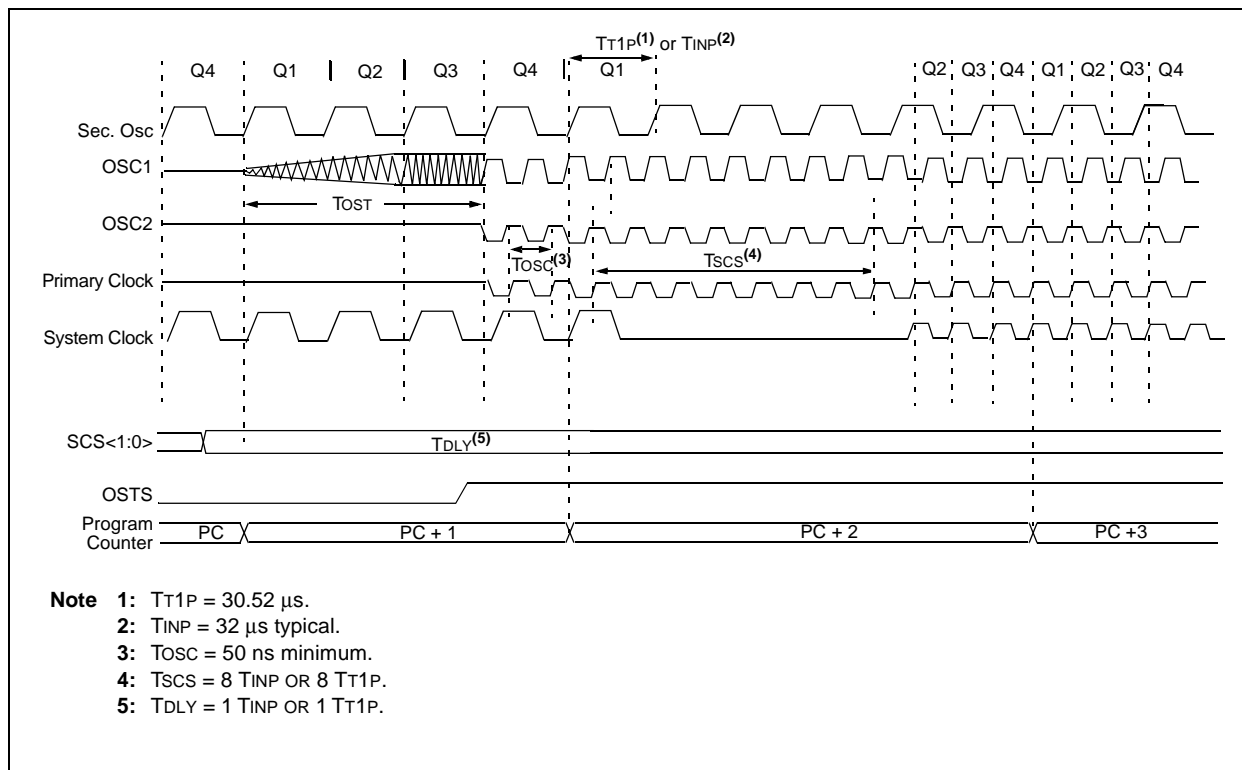 TT1P(1) or TINP(2)
Q4 Q1 Q2 Q3 Q4 Q1 Q2 Q3 Q4 Q1 Q2 Q3 Q4
Sec. Osc
OSC1
TOST
OSC2
TOSC(3) TSCS(4)
Primary Clock
System Clock
SCS<1:0> TDLY(5)
OSTS
Program Counter PC PC + 1 PC + 2 PC +3
Note 1: TT1P = 30.52 μs.
2: TINP = 32 μs typical.
3: TOSC = 50 ns minimum.
4: TSCS = 8 TINP OR 8 TT1P.
5: TDLY = 1 TINP OR 1 TT1P.